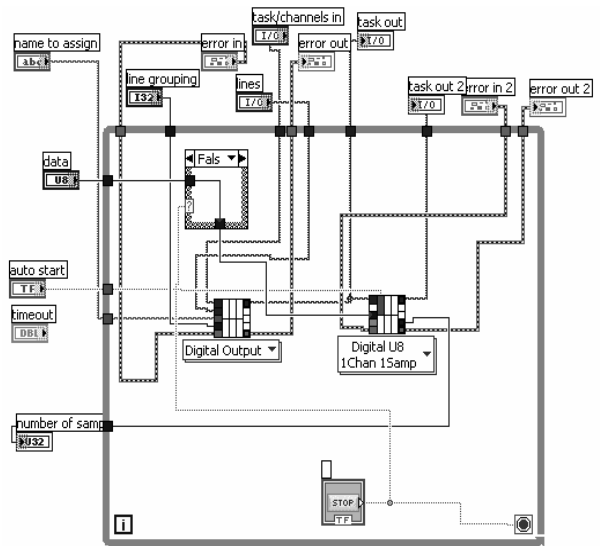 task/channels in
task out
I/O
I/O
name to assign
error in
error out
abc
line grouping
lines
task out 2
error in 2
error out 2
I32
I/O
I/O
Fals
data
U8
?
auto start
TF
timeout
DBL
Digital Output
Digital U8
1Chan 1Samp
number of samp
U32
STOP
TF
i